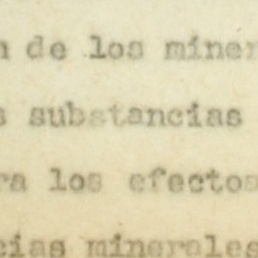 n de los miner
s substancias
ra los efectos
cias minerales